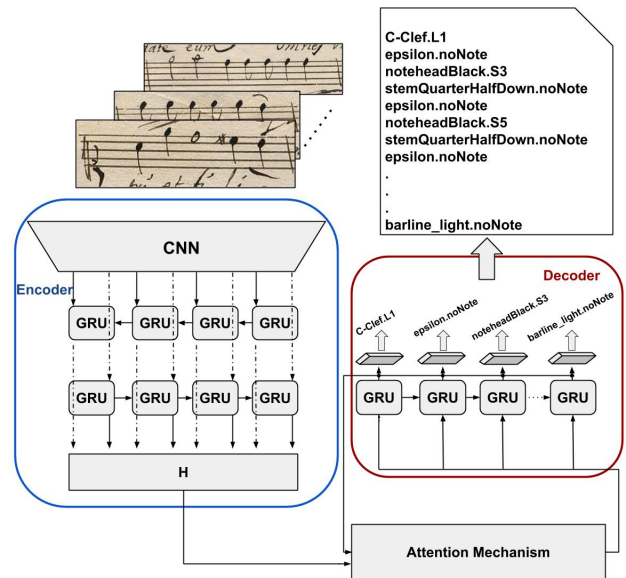 date eum
C-Clef.L1
epsilon.noNote
noteheadBlack.S3
stemQuarterHalfDown.noNote
epsilon.noNote
noteheadBlack.S5
stemQuarterHalfDown.noNote
epsilon.noNote
.
.
.
barline_light.noNote
Encoder
CNN
GRU GRU GRU GRU
GRU GRU GRU GRU
H
Decoder
C-Clef.L1 epsilon.noNote noteheadBlack.S3 barline_light.noNote
GRU GRU GRU GRU
Attention Mechanism